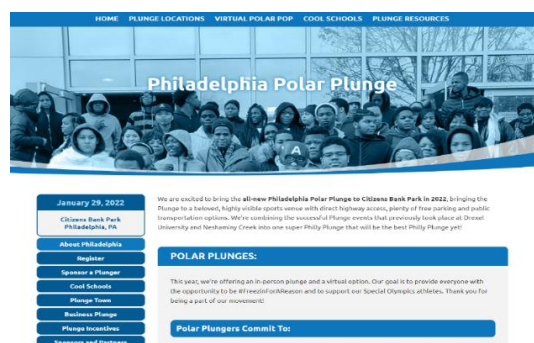 HOME PLUNGE LOCATIONS VIRTUAL POLAR POP COOL SCHOOLS PLUNGE RESOURCES
Philadelphia Polar Plunge
A
January 29, 2022
Citizens Bank Park
Philadelphia, PA
About Philadelphia
Register
Sponsor a Plunger
Cool Schools
Plunge Town
Business Plunge
Plunge Incentives
Sponsors and Partners
We are excited to bring the all-new Philadelphia Polar Plunge to Citizens Bank Park in 2022, bringing the
Plunge to a beloved, highly visible sports venue with direct highway access, plenty of free parking and public
transportation options. We're combining the successful Plunge events that previously took place at Drexel
University and Neshaminy Creek into one super Philly Plunge that will be the best Philly Plunge yet!
POLAR PLUNGES:
This year, we're offering an in-person plunge and a virtual option. Our goal is to provide everyone with
the opportunity to be #FreezinForAReason and to support our Special Olympics athletes. Thank you for
being a part of our movement!
Polar Plungers Commit To: